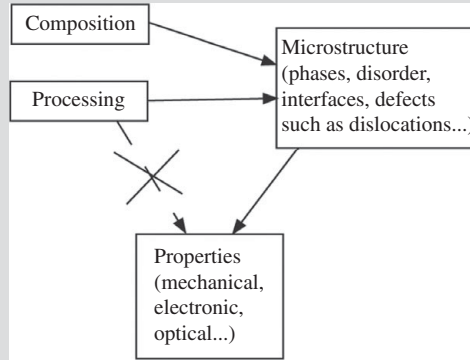 Composition
Processing
Microstructure
(phases, disorder,
interfaces, defects
such as dislocations...)
Properties
(mechanical,
electronic,
optical...)